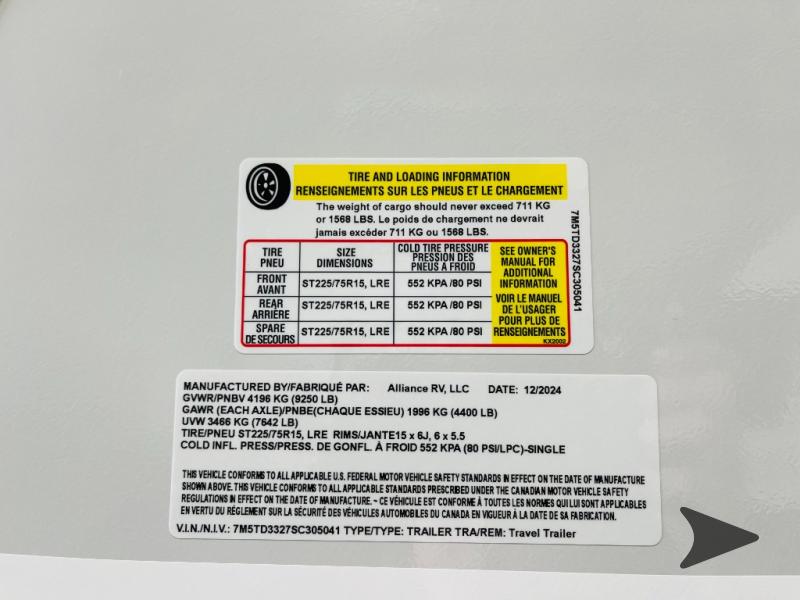 TIRE AND LOADING INFORMATION
RENSEIGNEMENTS SUR LES PNEUS ET LE CHARGEMENT
The weight of cargo should never exceed 711 KG
or 1568 LBS. Le poids de chargement ne devrait
jamais excéder 711 KG ou 1568 LBS.
TIRE
PNEU
SIZE
DIMENSIONS
COLD TIRE PRESSURE
PRESSION DES
PNEUS À FROID
SEE OWNER'S
MANUAL FOR
ADDITIONAL
INFORMATION
VOIR LE MANUEL
DE L'USAGER
POUR PLUS DE
RENSEIGNEMENTS
KX2002
FRONT
AVANT
ST225/75R15, LRE
552 KPA /80 PSI
REAR
ARRIÈRE
ST225/75R15, LRE
552 KPA /80 PSI
SPARE
DE SECOURS
ST225/75R15, LRE
552 KPA /80 PSI
7M5TD3327SC305041
MANUFACTURED BY/FABRIQUÉ PAR: Alliance RV, LLC DATE: 12/2024
GVWR/PNBV 4196 KG (9250 LB)
GAWR (EACH AXLE)/PNBE(CHAQUE ESSIEU) 1996 KG (4400 LB)
UVW 3466 KG (7642 LB)
TIRE/PNEU ST225/75R15, LRE RIMS/JANTE15 x 6J, 6 x 5.5
COLD INFL. PRESS/PRESS. DE GONFL. À FROID 552 KPA (80 PSI/LPC)-SINGLE
THIS VEHICLE CONFORMS TO ALL APPLICABLE U.S. FEDERAL MOTOR VEHICLE SAFETY STANDARDS IN EFFECT ON THE DATE OF MANUFACTURE
SHOWN ABOVE. THIS VEHICLE CONFORMS TO ALL APPLICABLE STANDARDS PRESCRIBED UNDER THE CANADIAN MOTOR VEHICLE SAFETY
REGULATIONS IN EFFECT ON THE DATE OF MANUFACTURE. ~ CE VÉHICULE EST CONFORME À TOUTES LES NORMES QUI LUI SONT APPLICABLES
EN VERTU DU RÈGLEMENT SUR LA SÉCURITÉ DES VÉHICULES AUTOMOBILES DU CANADA EN VIGUEUR À LA DATE DE SA FABRICATION.
V.I.N./N.I.V.: 7M5TD3327SC305041 TYPE/TYPE: TRAILER TRA/REM: Travel Trailer